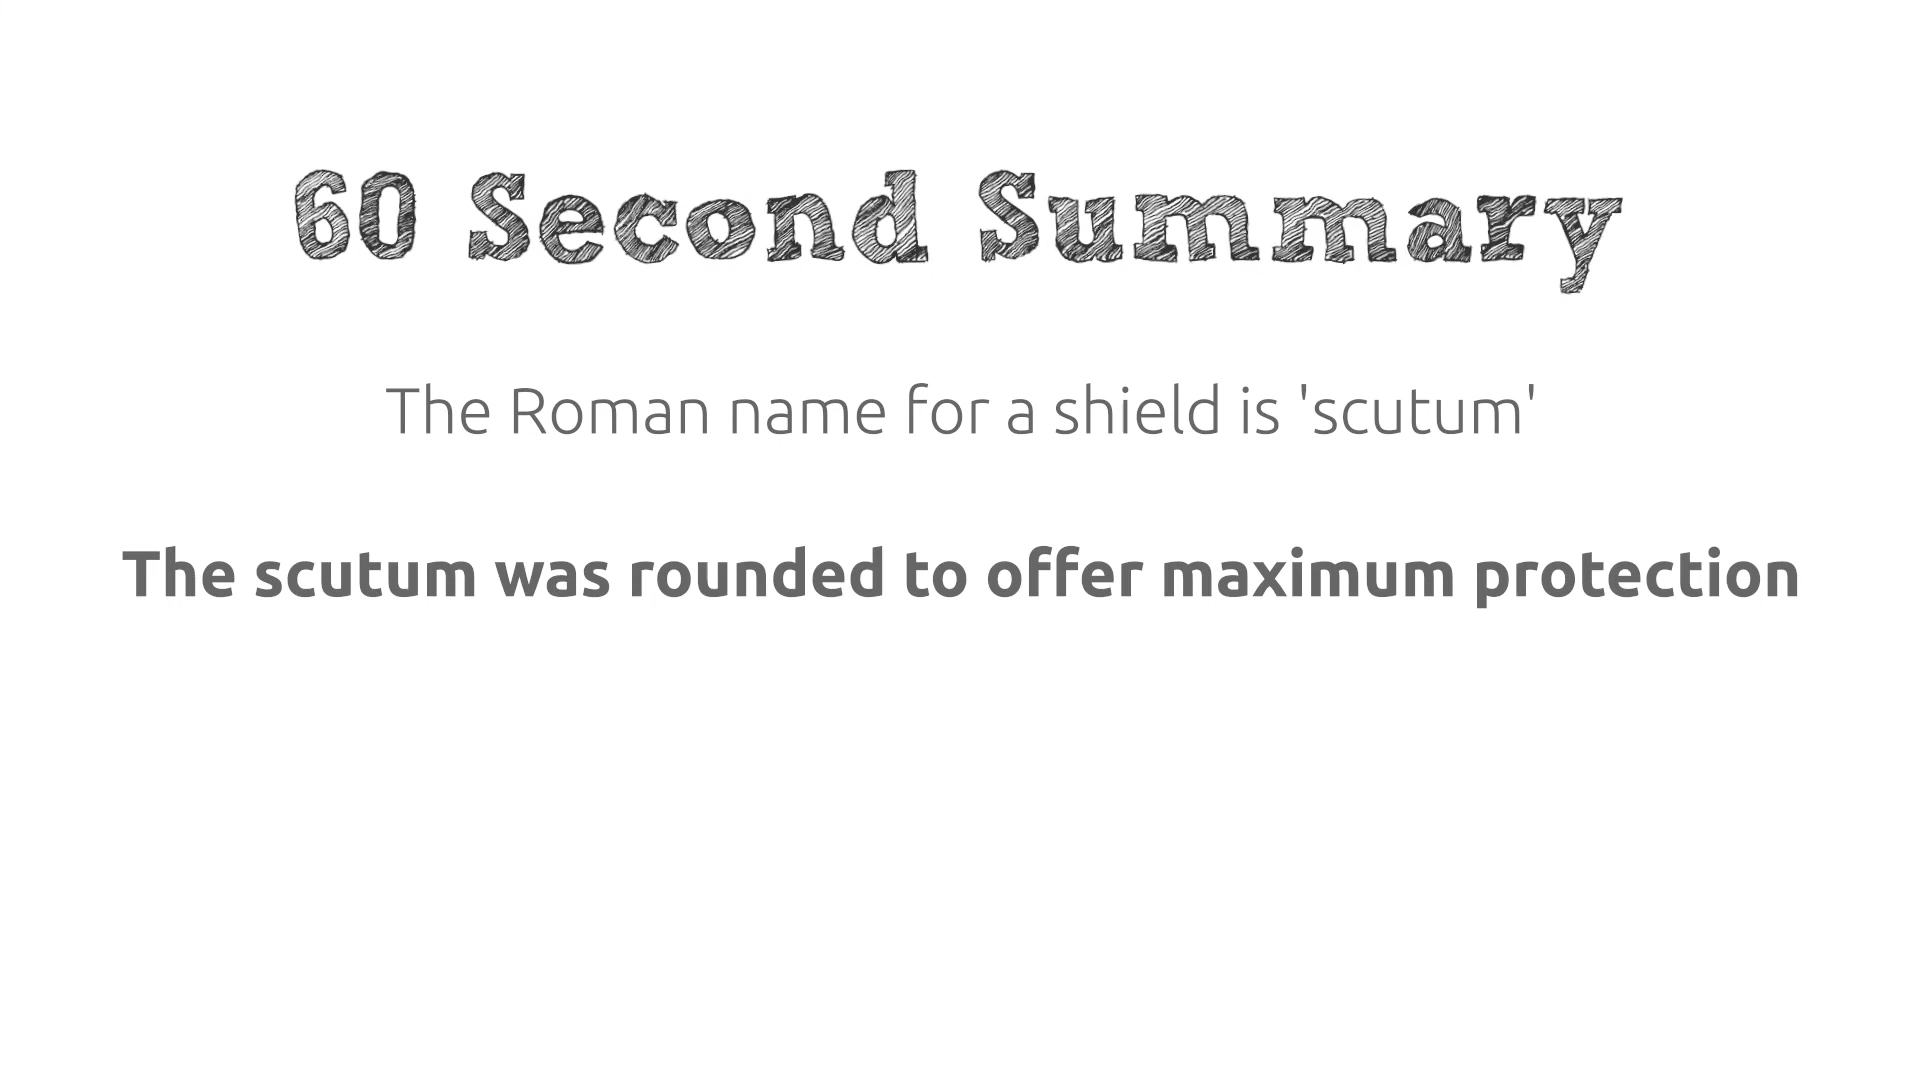 60 Second Summary
The Roman name for a shield is 'scutum'
The scutum was rounded to offer maximum protection